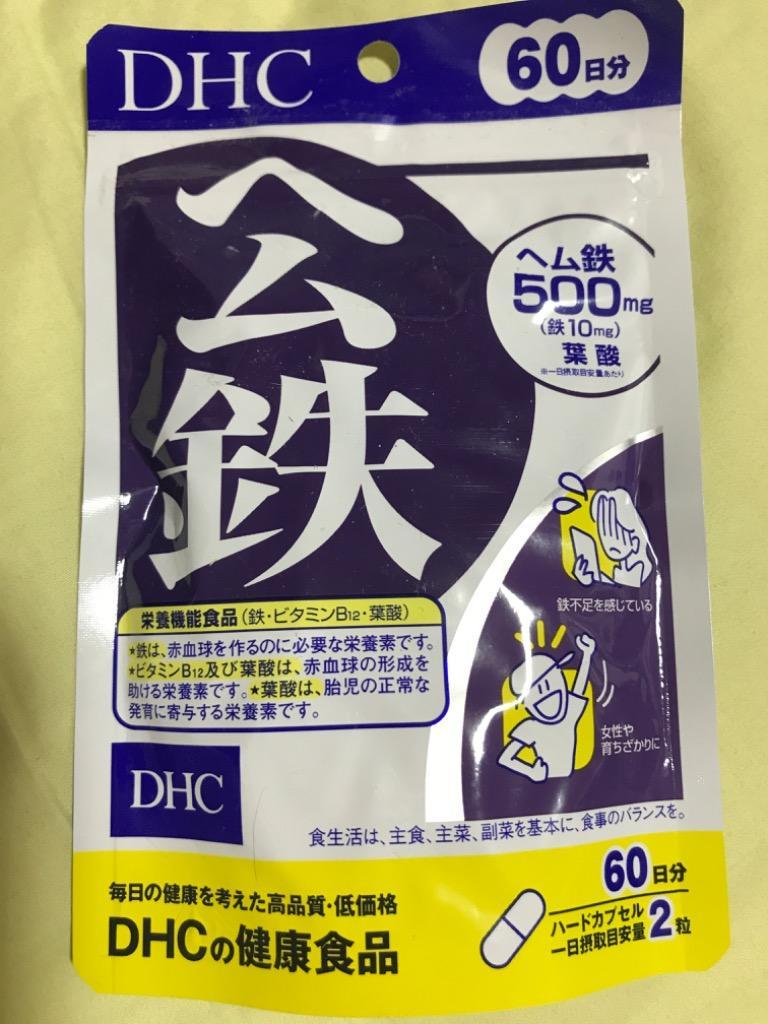 DHC
60日分
ヘム鉄
ヘム鉄
500mg
(鉄10mg)
葉酸
※一日摂取目安量あたり
鉄不足を感じている
女性や
育ちざかりに
栄養機能食品(鉄・ビタミンB12・葉酸)
★鉄は、赤血球を作るのに必要な栄養素です。
★ビタミンB12及び葉酸は、赤血球の形成を
助ける栄養素です。★葉酸は、胎児の正常な
発育に寄与する栄養素です。
DHC
食生活は、主食、主菜、副菜を基本に、食事のバランスを。
毎日の健康を考えた高品質・低価格
DHCの健康食品
60日分
ハードカプセル
一日摂取目安量2粒